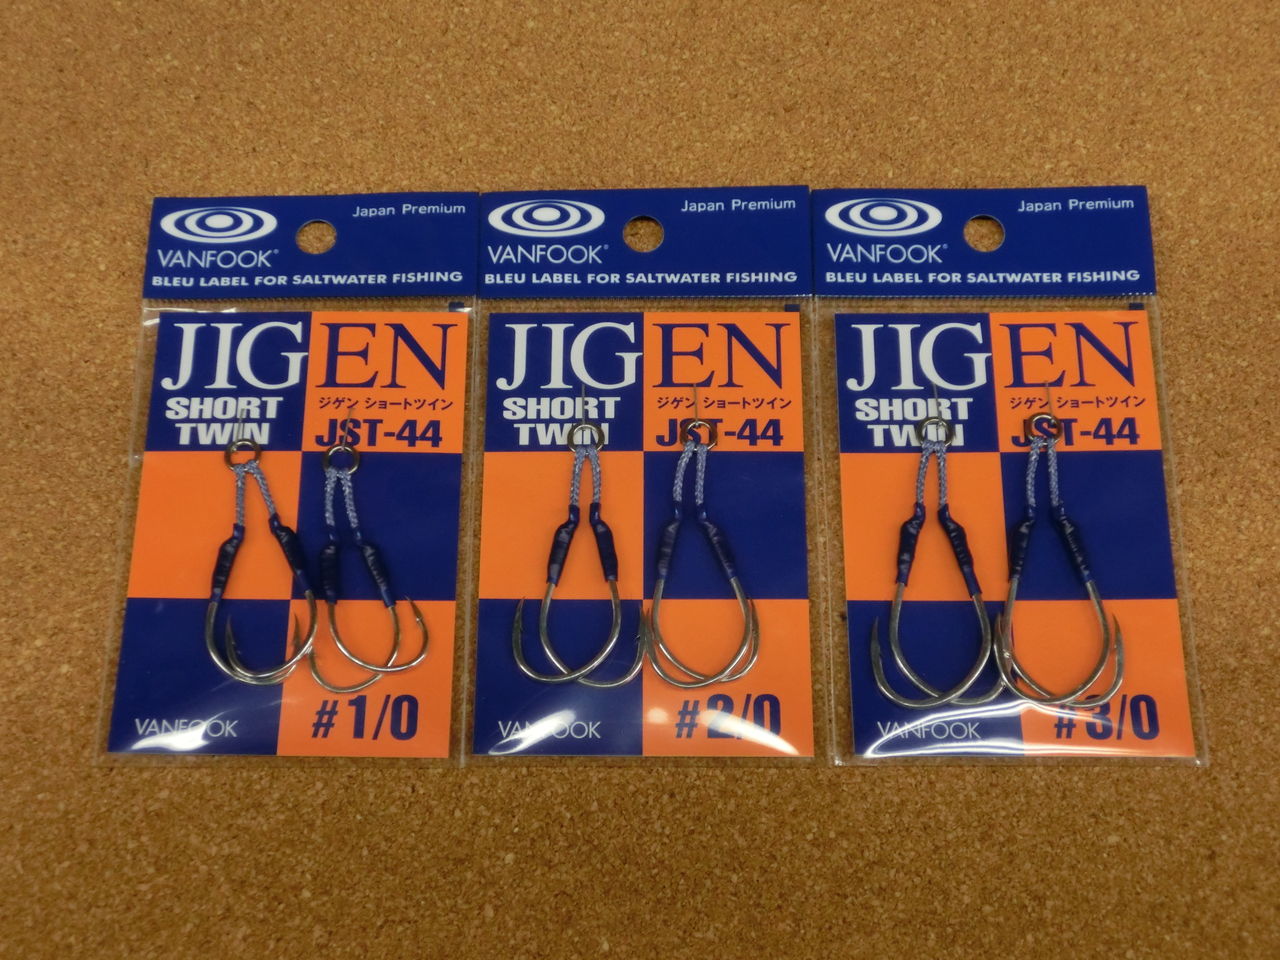 VANFOOK®
Japan Premium
BLEU LABEL FOR SALTWATER FISHING
JIGEN
SHORT TWIN
ジゲン ショートツイン
JST-44
VANFOOK
#1/0
VANFOOK®
Japan Premium
BLEU LABEL FOR SALTWATER FISHING
JIGEN
SHORT TWIN
ジゲン ショートツイン
JST-44
VANFOOK
#2/0
VANFOOK®
Japan Premium
BLEU LABEL FOR SALTWATER FISHING
JIGEN
SHORT TWIN
ジゲン ショートツイン
JST-44
VANFOOK
#3/0